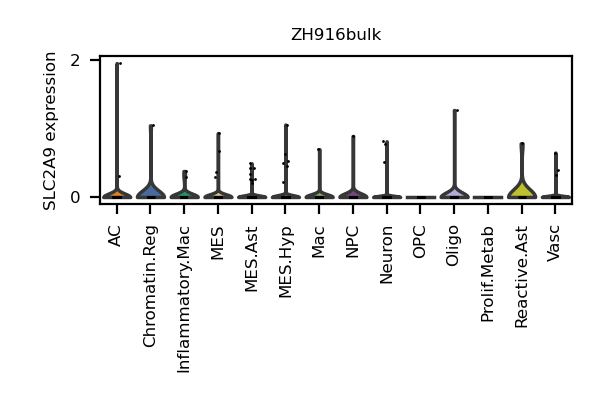 ZH916bulk
SLC2A9 expression
2
0
AC
Chromatin.Reg
Inflammatory.Mac
MES
MES.Ast
MES.Hyp
Mac
NPC
Neuron
OPC
Oligo
Prolif.Metab
Reactive.Ast
Vasc